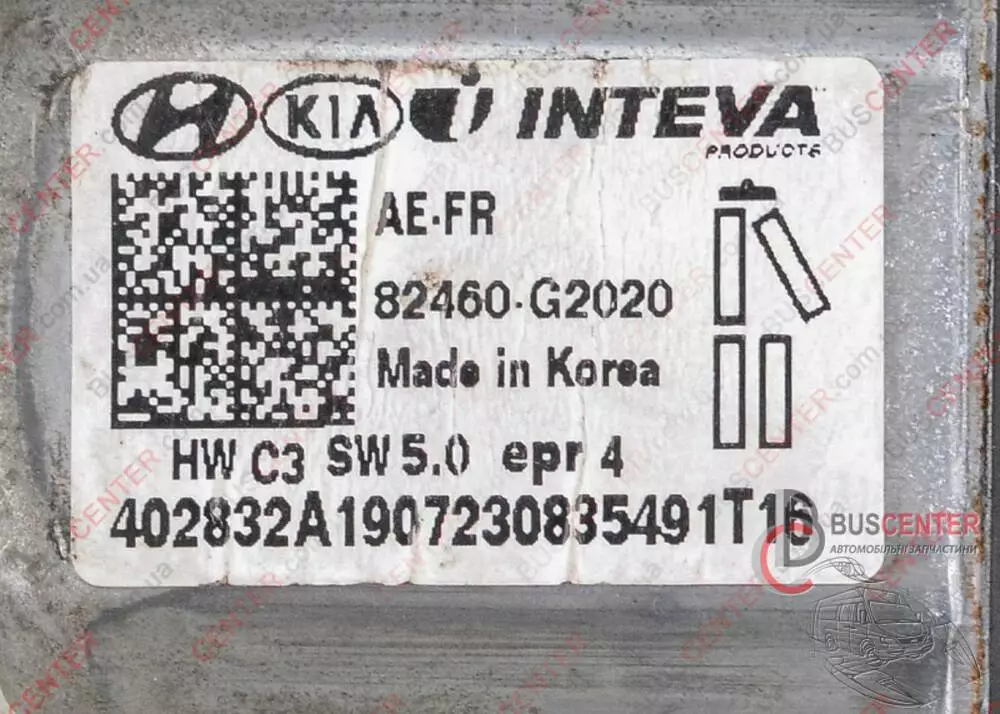 KIA INTEVA
PRODUCTS
AE-FR
82460-G2020
Made in Korea
HW C3 SW 5.0 epr 4
402832A1907230835491T16
BUSCENTER
АВТОМОБІЛЬНІ ЗАПЧАСТИНИ